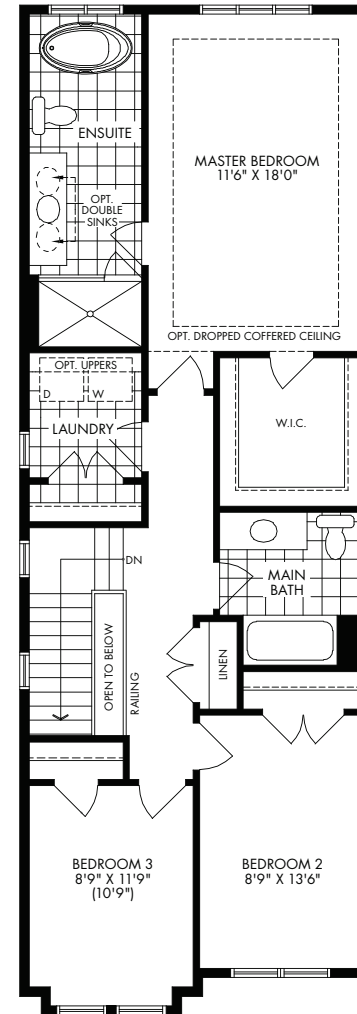 ENSUITE
OPT.
DOUBLE
SINKS
MASTER BEDROOM
11'6" X 18'0"
OPT. DROPPED COFFERED CEILING
OPT. UPPERS
D
W
LAUNDRY
W.I.C.
DN
OPEN TO BELOW
RAILING
MAIN
BATH
LINEN
BEDROOM 3
8'9" X 11'9"
(10'9")
BEDROOM 2
8'9" X 13'6"